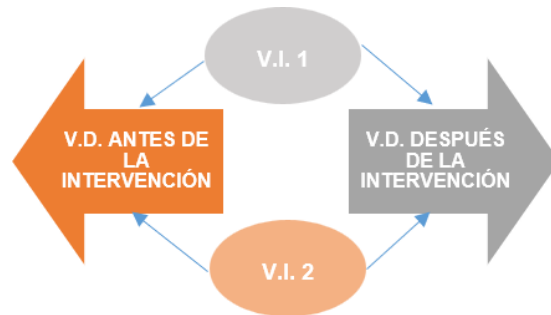 V.I. 1
V.D. ANTES DE
LA
INTERVENCIÓN
V.D. DESPUÉS
DE LA
INTERVENCIÓN
V.I. 2